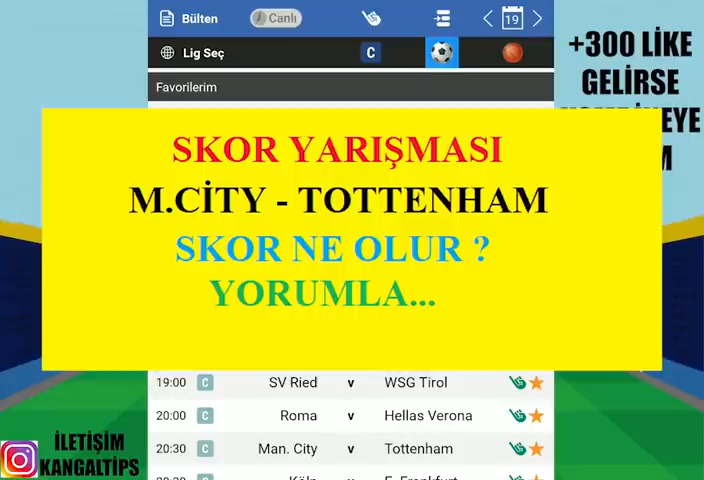 Bülten
Canlı
19
Lig Seç
C
Favorilerim
+300 LİKE
GELİRSE
SKOR YARIŞMASI
M.CİTY - TOTTENHAM
SKOR NE OLUR ?
YORUMLA...
19:00 C SV Ried v WSG Tirol
20:00 C Roma v Hellas Verona
20:30 C Man. City v Tottenham
İLETİŞİM
KANGALTIPS